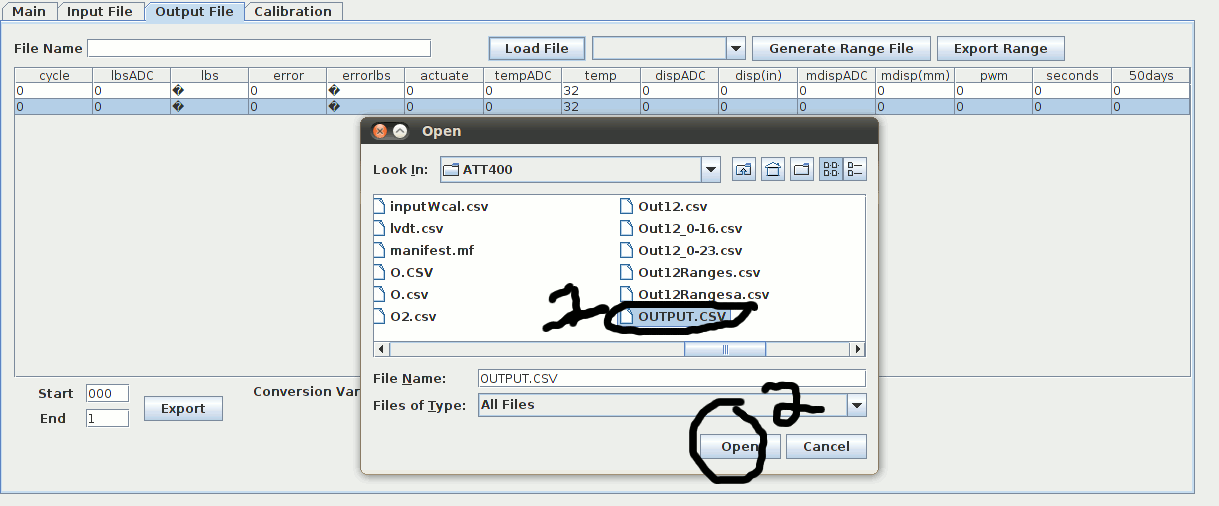 Main Input File Output File Calibration
File Name Load File Generate Range File Export Range
cycle lbsADC lbs error errorlbs actuate tempADC temp dispADC disp(in) mdispADC mdisp(mm) pwm seconds 50days
0 0 � 0 � 0 0 32 0 0 0 0 0 0 0
0 0 � 0 � 0 0 32 0 0 0 0 0 0 0
Open
Look In: ATT400
inputWcal.csv Out12.csv
lvdt.csv Out12_0-16.csv
manifest.mf Out12_0-23.csv
O.CSV Out12Ranges.csv
O.csv Out12Rangesa.csv
O2.csv 1 OUTPUT.CSV
File Name: OUTPUT.CSV
Files of Type: All Files 2
Open Cancel
Start 000 Export Conversion Var
End 1